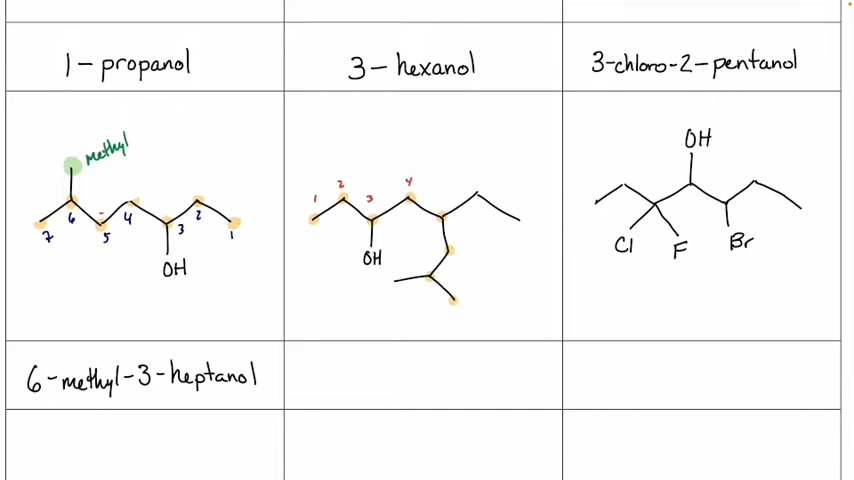 1-propanol
3-hexanol
3-chloro-2-pentanol
methyl
7 6 5 4 3 2 1
OH
1 2 3 4
OH
OH
Cl F Br
6-methyl-3-heptanol